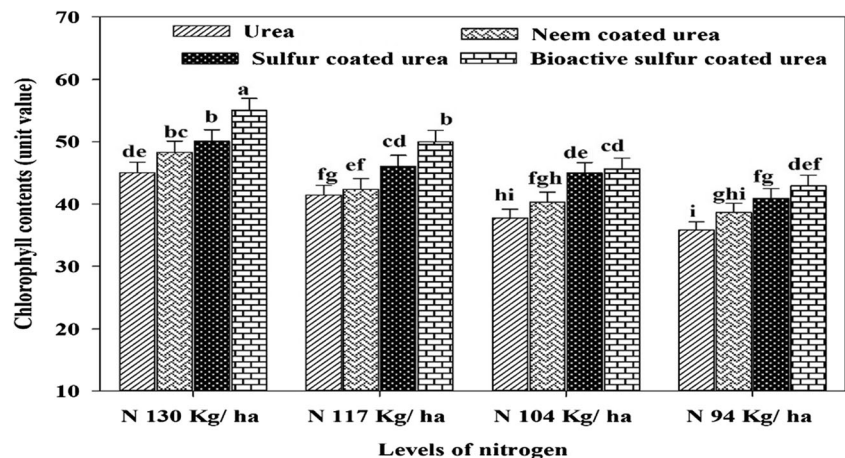 70
Urea
Neem coated urea
Sulfur coated urea
Bioactive sulfur coated urea
60
50
40
30
20
10
Chlorophyll contents (unit value)
de
bc
b
a
fg
ef
cd
b
hi
fgh
de
cd
i
ghi
fg
def
N 130 Kg/ ha
N 117 Kg/ ha
N 104 Kg/ ha
N 94 Kg/ ha
Levels of nitrogen